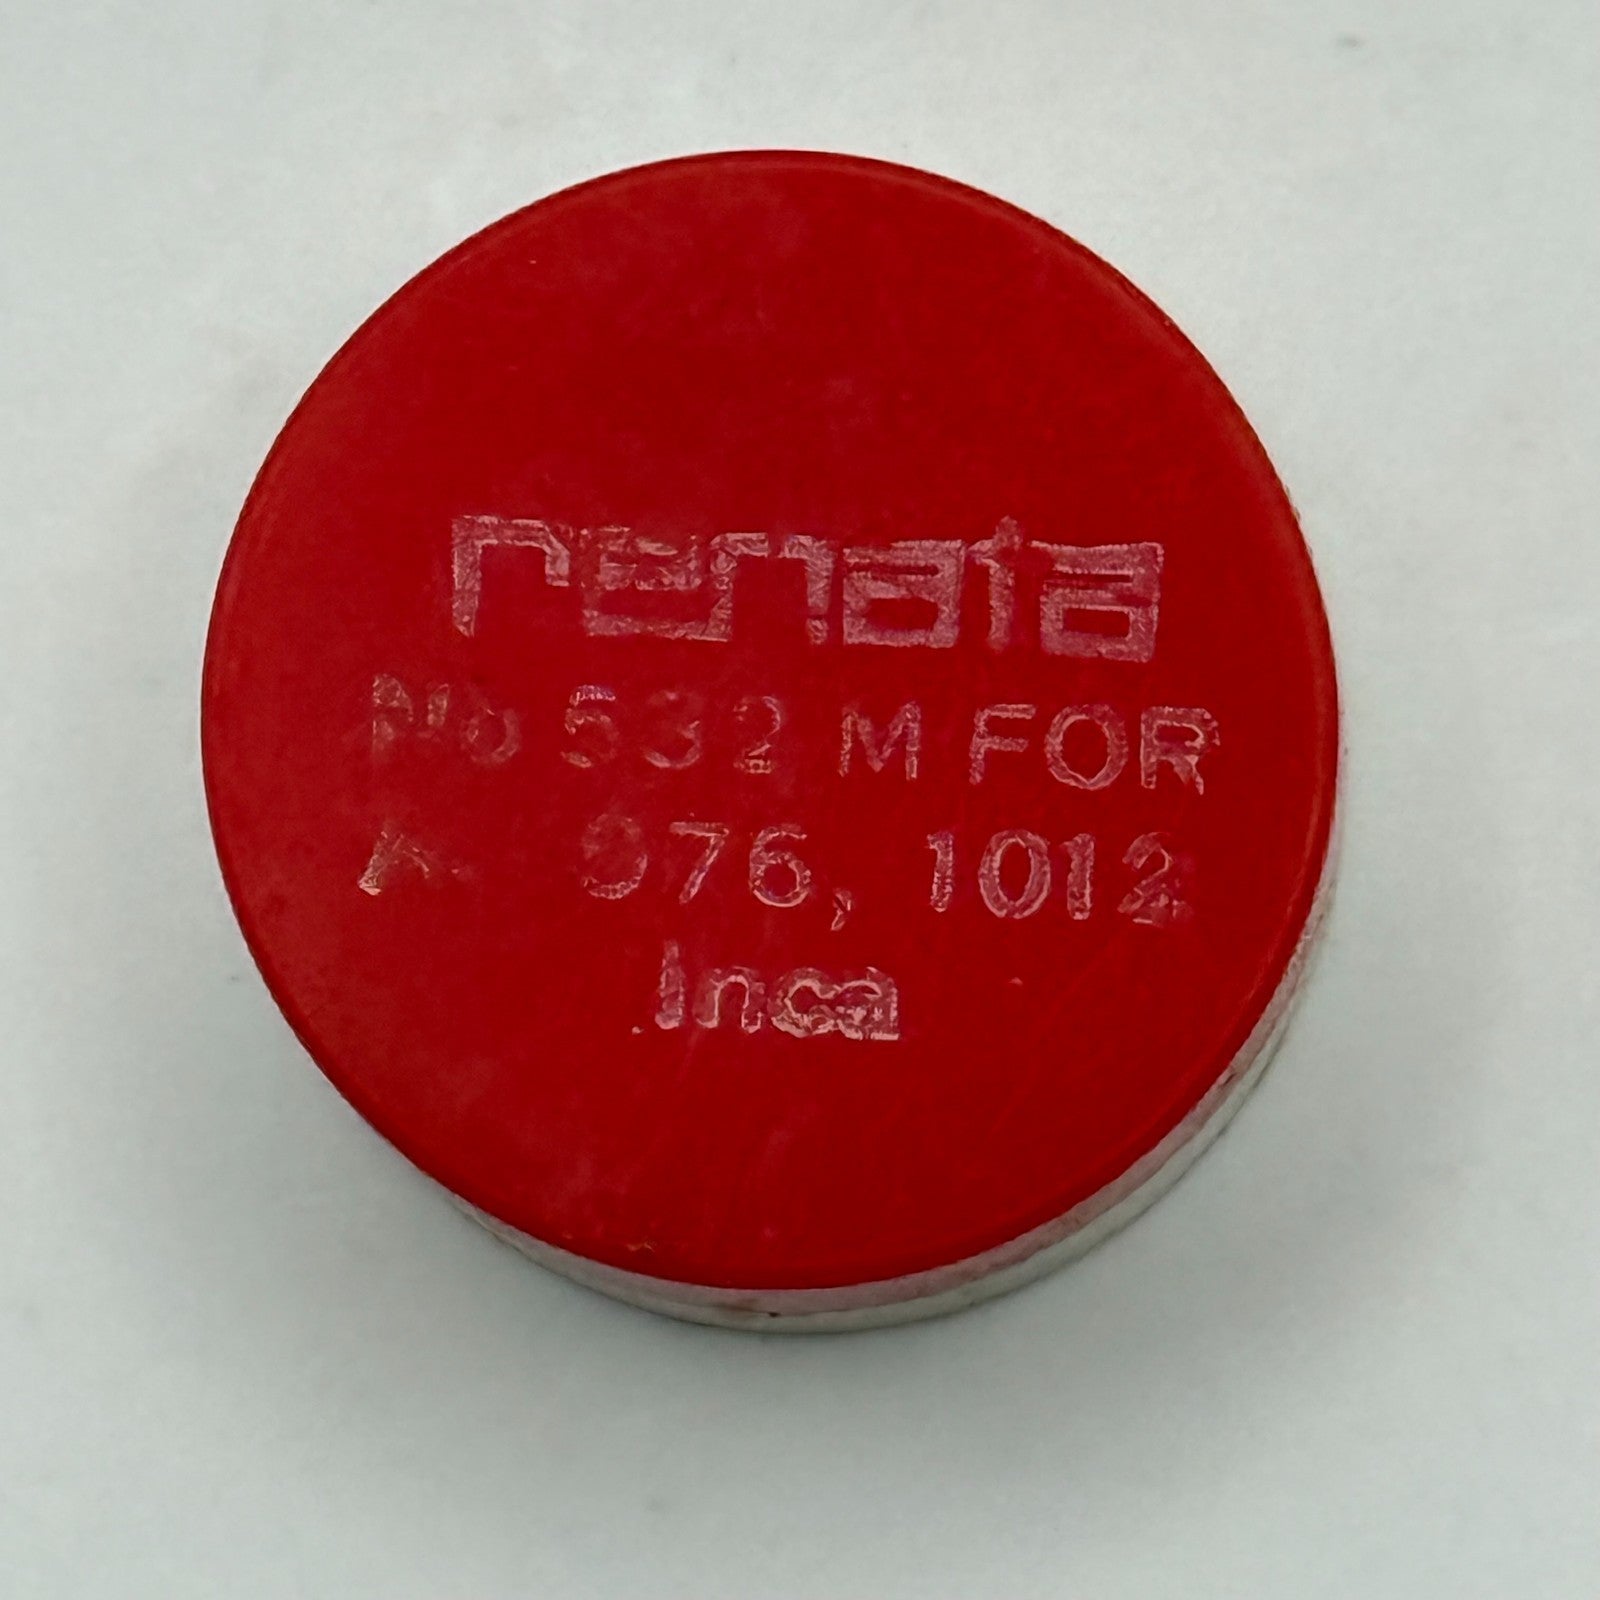 renata
No 532 M FOR
A 976, 1012
Inca